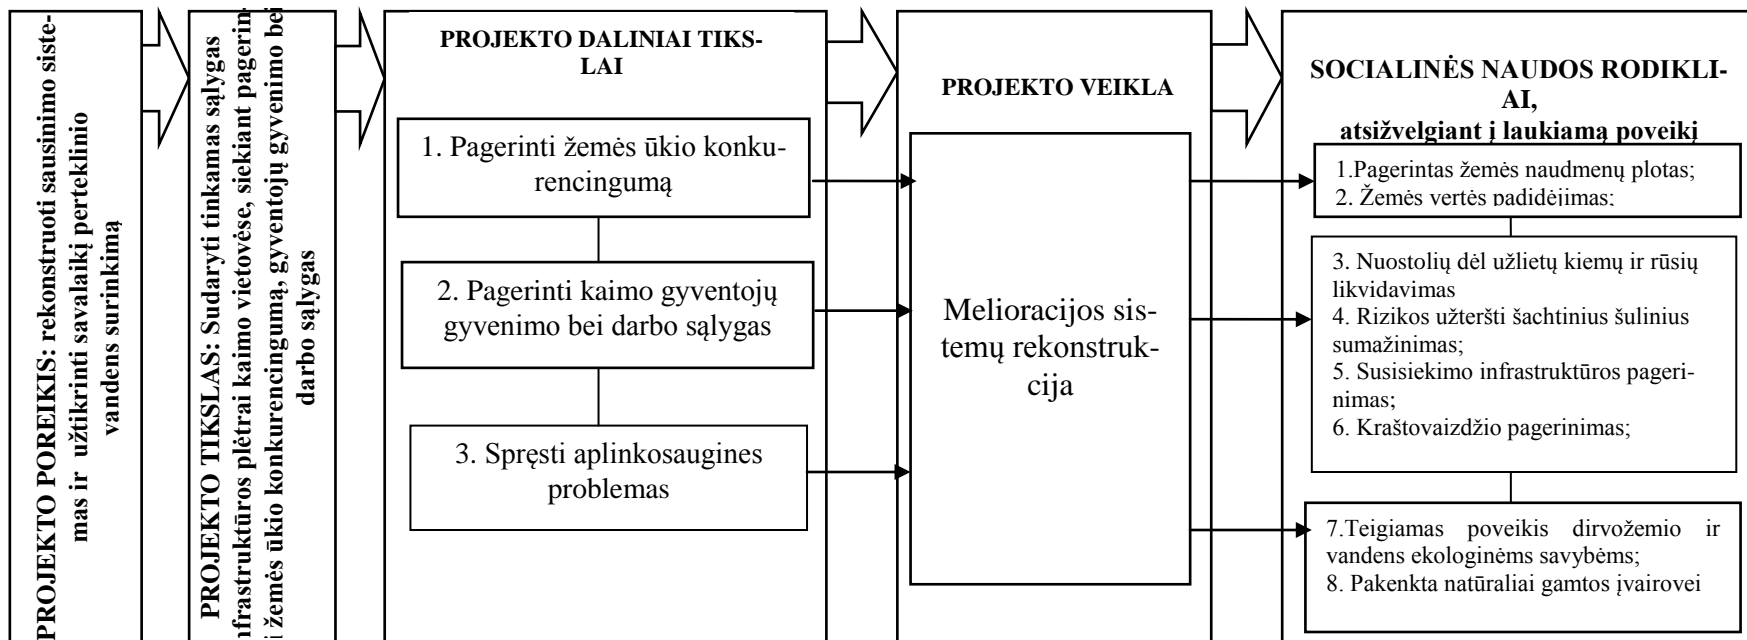 PROJEKTO POREIKIS: rekonstruoti sausinimo siste-
mas ir užtikrinti savalaikį perteklinio
vandens surinkimą
PROJEKTO TIKSLAS: Sudaryti tinkamas sąlygas
nfrastruktūros plėtrai kaimo vietovėse, siekiant pagerin
i žemės ūkio konkurencingumą, gyventojų gyvenimo bei
darbo sąlygas
PROJEKTO DALINIAI TIKS-
LAI
1. Pagerinti žemės ūkio konku-
rencingumą
2. Pagerinti kaimo gyventojų
gyvenimo bei darbo sąlygas
3. Spręsti aplinkosaugines
problemas
PROJEKTO VEIKLA
Melioracijos sis-
temų rekonstruk-
cija
SOCIALINĖS NAUDOS RODIKLI-
AI,
atsižvelgiant į laukiamą poveikį
1.Pagerintas žemės naudmenų plotas;
2. Žemės vertės padidėjimas;
3. Nuostolių dėl užlietų kiemų ir rūsių
likvidavimas
4. Rizikos užteršti šachtinius šulinius
sumažinimas;
5. Susisiekimo infrastruktūros pageri-
nimas;
6. Kraštovaizdžio pagerinimas;
7.Teigiamas poveikis dirvožemio ir
vandens ekologinėms savybėms;
8. Pakenkta natūraliai gamtos įvairovei